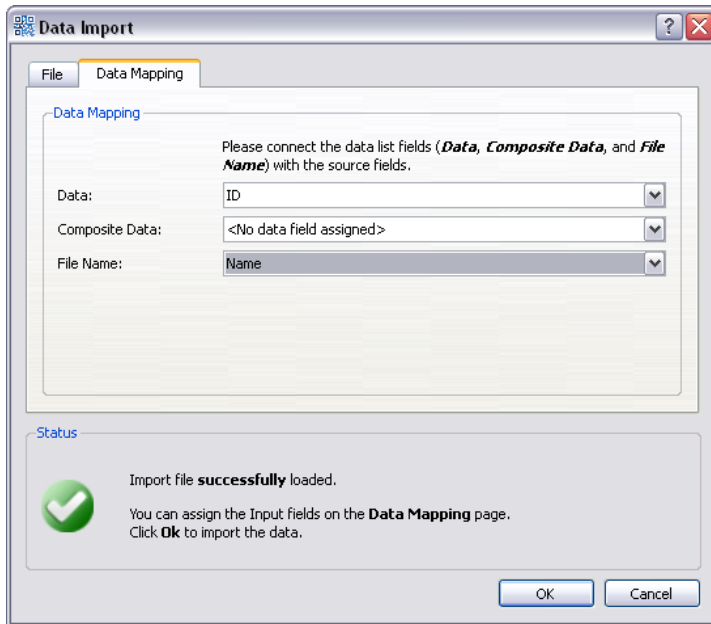 Data Import
File
Data Mapping
Data Mapping
Please connect the data list fields (Data, Composite Data, and File
Name) with the source fields.
Data:
ID
Composite Data:
<No data field assigned>
File Name:
Name
Status
Import file successfully loaded.
You can assign the Input fields on the Data Mapping page.
Click Ok to import the data.
OK
Cancel